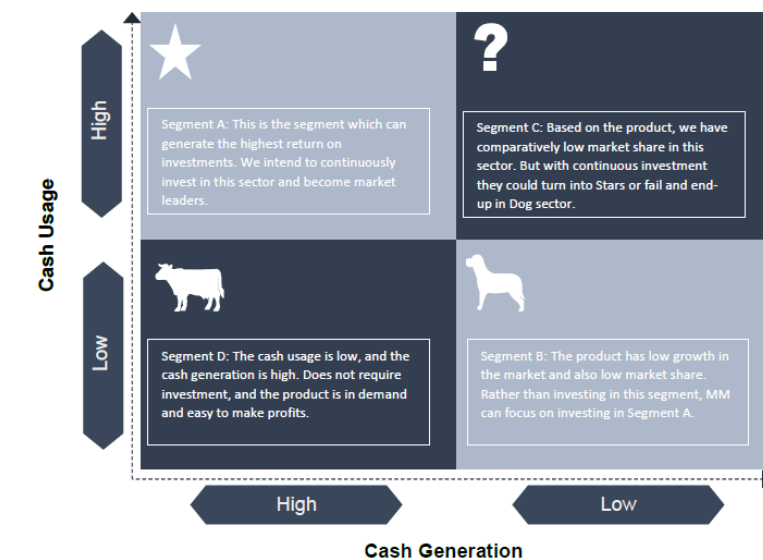 ?
Segment A: This is the segment which can
generate the highest return on
investments. We intend to continuously
invest in this sector and become market
leaders.
Segment C: Based on the product, we have
comparatively low market share in this
sector. But with continuous investment
they could turn into Stars or fail and end-
up in Dog sector.
High
Cash Usage
Low
Segment D: The cash usage is low, and the
cash generation is high. Does not require
investment, and the product is in demand
and easy to make profits.
Segment B: The product has low growth in
the market and also low market share.
Rather than investing in this segment, MM
can focus on investing in Segment A.
High
Low
Cash Generation